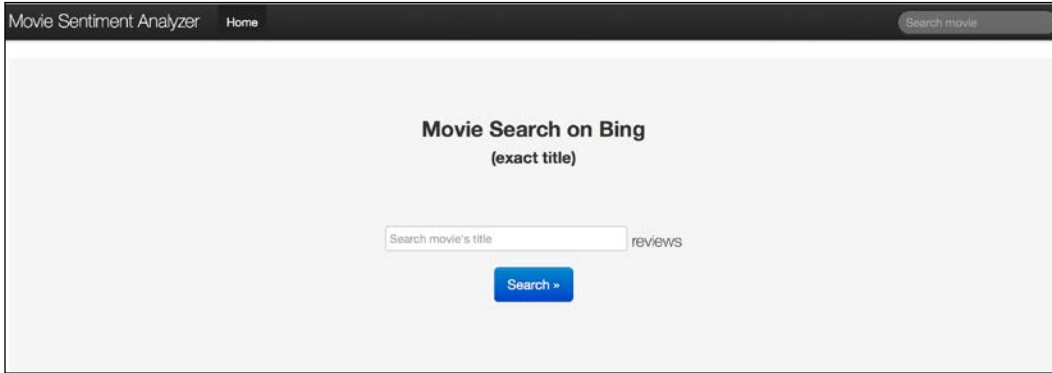 Movie Sentiment Analyzer Home Search movie
Movie Search on Bing
(exact title)
Search movie's title reviews
Search »